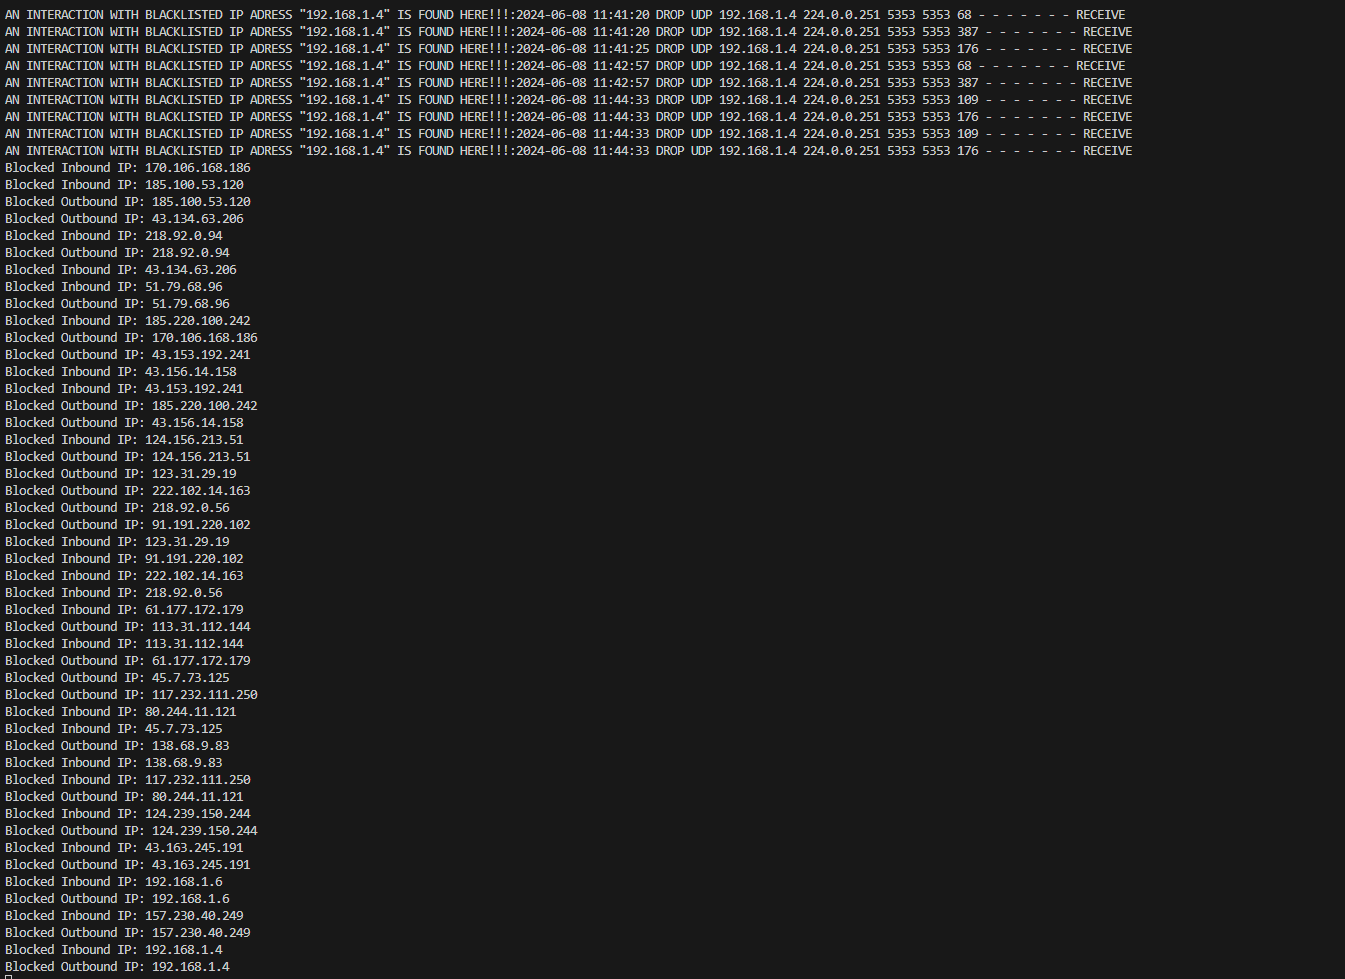 AN INTERACTION WITH BLACKLISTED IP ADRESS "192.168.1.4" IS FOUND HERE!!!:2024-06-08 11:41:20 DROP UDP 192.168.1.4 224.0.0.251 5353 5353 68 - - - - - - - RECEIVE
AN INTERACTION WITH BLACKLISTED IP ADRESS "192.168.1.4" IS FOUND HERE!!!:2024-06-08 11:41:20 DROP UDP 192.168.1.4 224.0.0.251 5353 5353 387 - - - - - - - RECEIVE
AN INTERACTION WITH BLACKLISTED IP ADRESS "192.168.1.4" IS FOUND HERE!!!:2024-06-08 11:41:25 DROP UDP 192.168.1.4 224.0.0.251 5353 5353 176 - - - - - - - RECEIVE
AN INTERACTION WITH BLACKLISTED IP ADRESS "192.168.1.4" IS FOUND HERE!!!:2024-06-08 11:42:57 DROP UDP 192.168.1.4 224.0.0.251 5353 5353 68 - - - - - - - RECEIVE
AN INTERACTION WITH BLACKLISTED IP ADRESS "192.168.1.4" IS FOUND HERE!!!:2024-06-08 11:42:57 DROP UDP 192.168.1.4 224.0.0.251 5353 5353 387 - - - - - - - RECEIVE
AN INTERACTION WITH BLACKLISTED IP ADRESS "192.168.1.4" IS FOUND HERE!!!:2024-06-08 11:44:33 DROP UDP 192.168.1.4 224.0.0.251 5353 5353 109 - - - - - - - RECEIVE
AN INTERACTION WITH BLACKLISTED IP ADRESS "192.168.1.4" IS FOUND HERE!!!:2024-06-08 11:44:33 DROP UDP 192.168.1.4 224.0.0.251 5353 5353 176 - - - - - - - RECEIVE
AN INTERACTION WITH BLACKLISTED IP ADRESS "192.168.1.4" IS FOUND HERE!!!:2024-06-08 11:44:33 DROP UDP 192.168.1.4 224.0.0.251 5353 5353 109 - - - - - - - RECEIVE
AN INTERACTION WITH BLACKLISTED IP ADRESS "192.168.1.4" IS FOUND HERE!!!:2024-06-08 11:44:33 DROP UDP 192.168.1.4 224.0.0.251 5353 5353 176 - - - - - - - RECEIVE
Blocked Inbound IP: 170.106.168.186
Blocked Inbound IP: 185.100.53.120
Blocked Outbound IP: 185.100.53.120
Blocked Outbound IP: 43.134.63.206
Blocked Inbound IP: 218.92.0.94
Blocked Outbound IP: 218.92.0.94
Blocked Inbound IP: 43.134.63.206
Blocked Inbound IP: 51.79.68.96
Blocked Outbound IP: 51.79.68.96
Blocked Inbound IP: 185.220.100.242
Blocked Outbound IP: 170.106.168.186
Blocked Outbound IP: 43.153.192.241
Blocked Inbound IP: 43.156.14.158
Blocked Inbound IP: 43.153.192.241
Blocked Outbound IP: 185.220.100.242
Blocked Outbound IP: 43.156.14.158
Blocked Inbound IP: 124.156.213.51
Blocked Outbound IP: 124.156.213.51
Blocked Outbound IP: 123.31.29.19
Blocked Outbound IP: 222.102.14.163
Blocked Outbound IP: 218.92.0.56
Blocked Outbound IP: 91.191.220.102
Blocked Inbound IP: 123.31.29.19
Blocked Inbound IP: 91.191.220.102
Blocked Inbound IP: 222.102.14.163
Blocked Inbound IP: 218.92.0.56
Blocked Inbound IP: 61.177.172.179
Blocked Outbound IP: 113.31.112.144
Blocked Inbound IP: 113.31.112.144
Blocked Outbound IP: 61.177.172.179
Blocked Outbound IP: 45.7.73.125
Blocked Outbound IP: 117.232.111.250
Blocked Inbound IP: 80.244.11.121
Blocked Inbound IP: 45.7.73.125
Blocked Outbound IP: 138.68.9.83
Blocked Inbound IP: 138.68.9.83
Blocked Inbound IP: 117.232.111.250
Blocked Outbound IP: 80.244.11.121
Blocked Inbound IP: 124.239.150.244
Blocked Outbound IP: 124.239.150.244
Blocked Inbound IP: 43.163.245.191
Blocked Outbound IP: 43.163.245.191
Blocked Inbound IP: 192.168.1.6
Blocked Outbound IP: 192.168.1.6
Blocked Inbound IP: 157.230.40.249
Blocked Outbound IP: 157.230.40.249
Blocked Inbound IP: 192.168.1.4
Blocked Outbound IP: 192.168.1.4